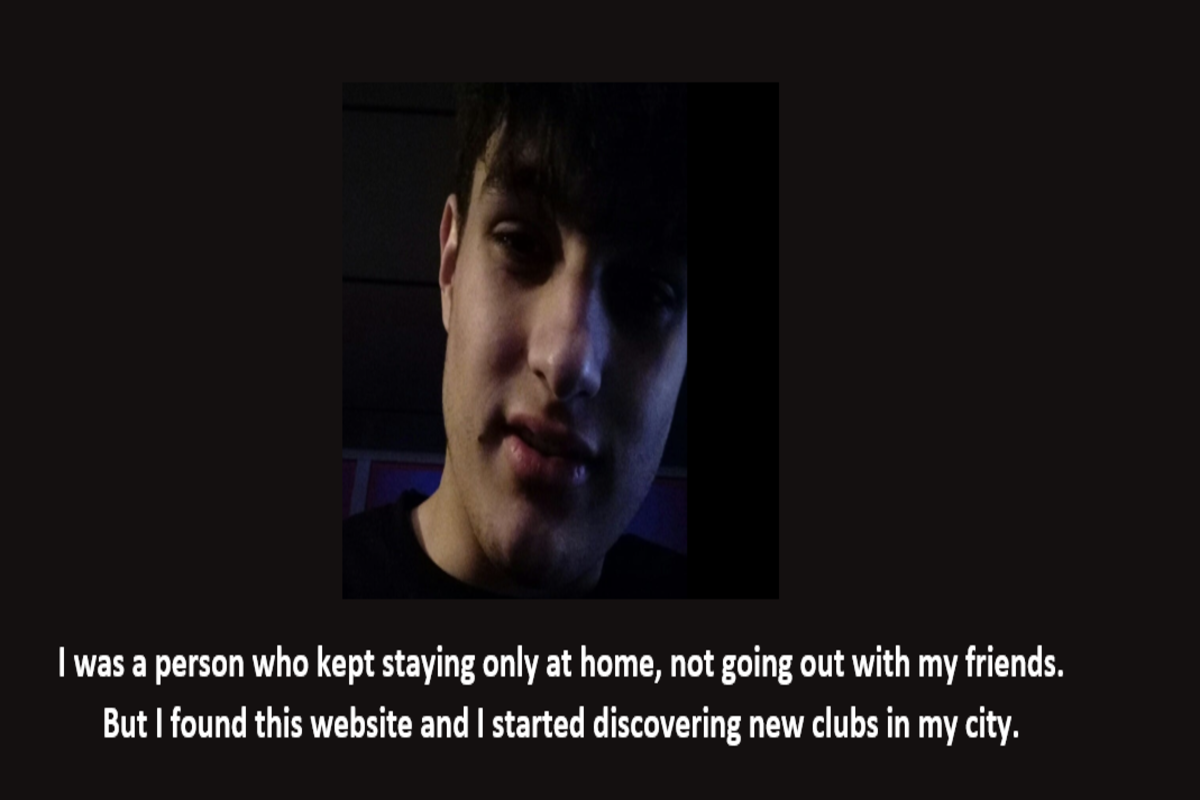 I was a person who kept staying only at home, not going out with my friends.
But I found this website and I started discovering new clubs in my city.